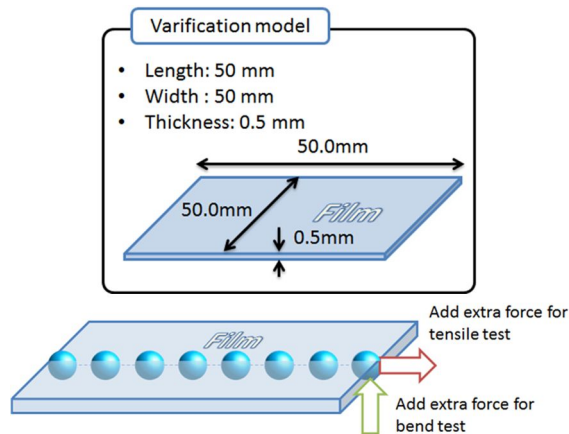 Varification model
• Length: 50 mm
• Width : 50 mm
• Thickness: 0.5 mm
50.0mm
50.0mm
Film
0.5mm
Film
Add extra force for
tensile test
Add extra force for
bend test